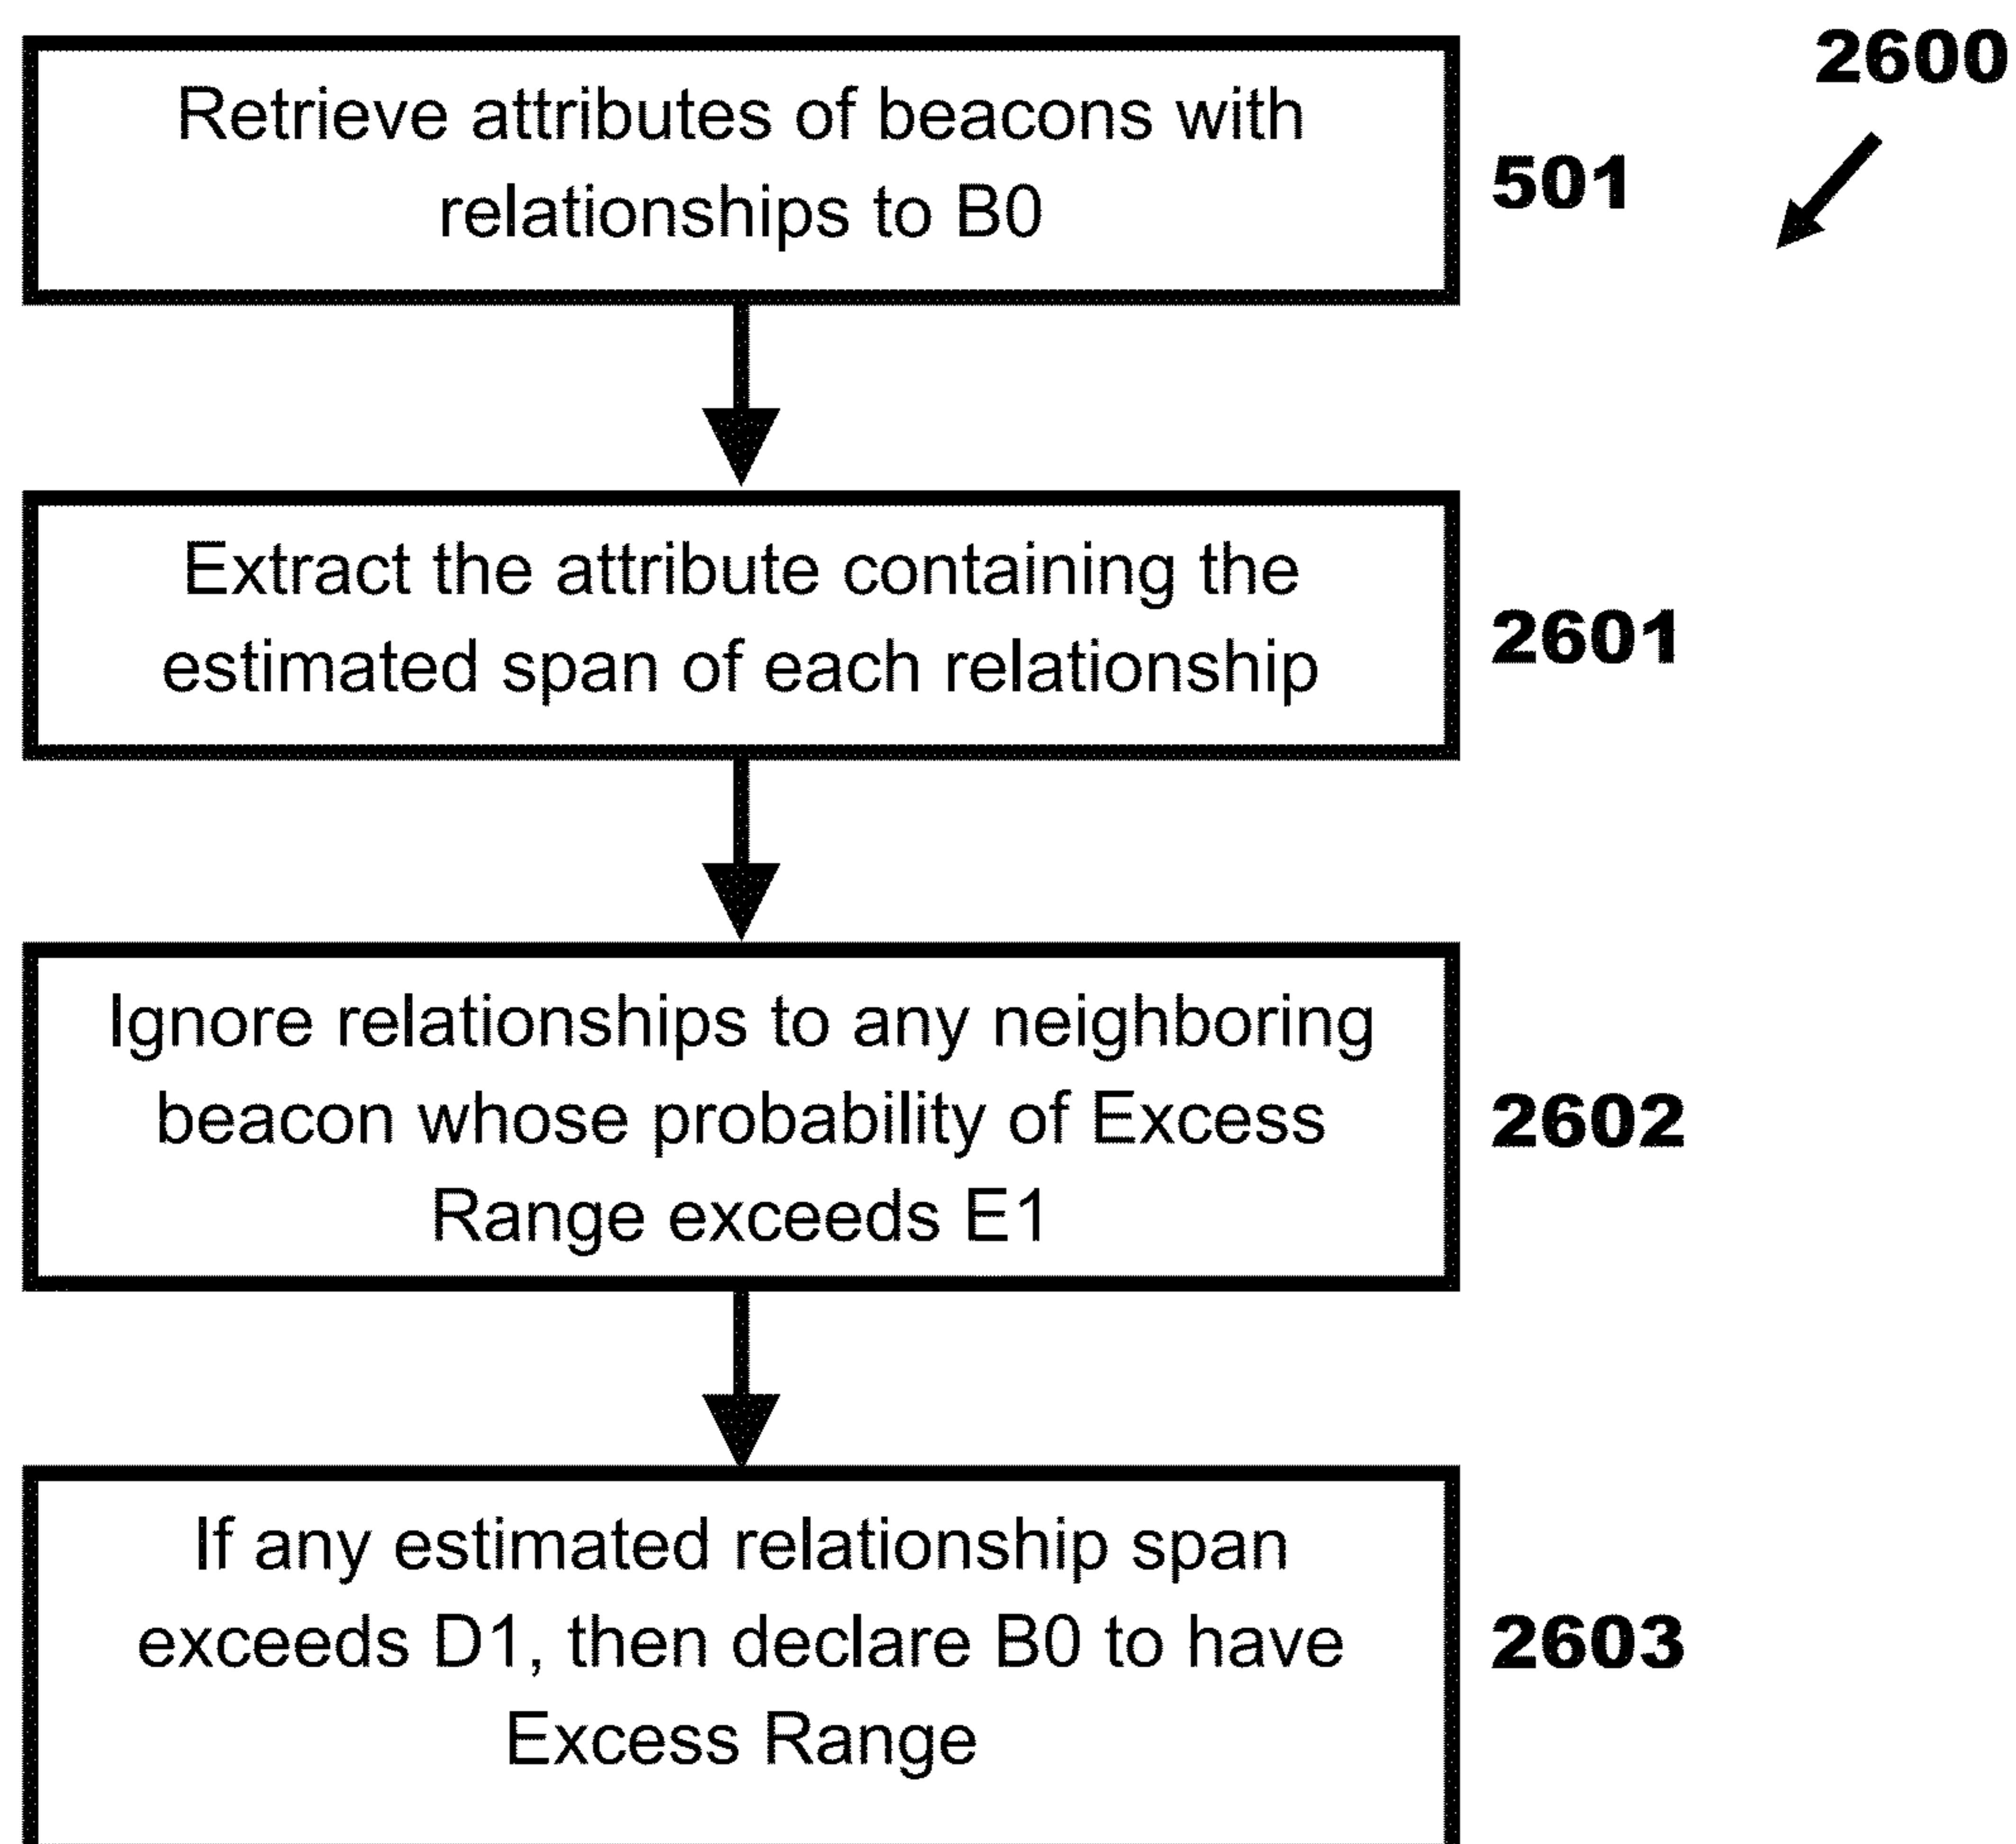 2600
Retrieve attributes of beacons with
relationships to B0
501
Extract the attribute containing the
estimated span of each relationship
2601
Ignore relationships to any neighboring
beacon whose probability of Excess
Range exceeds E1
2602
If any estimated relationship span
exceeds D1, then declare B0 to have
Excess Range
2603